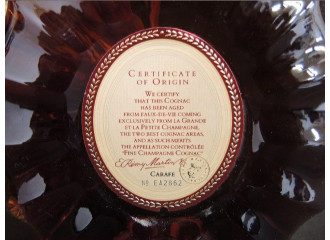 CERTIFICATE
OF ORIGIN
WE CERTIFY
THAT THIS COGNAC
HAS BEEN AGED
FROM EAUX-DE-VIE COMING
EXCLUSIVELY FROM LA GRANDE
ET LA PETITE CHAMPAGNE,
THE TWO BEST COGNAC AREAS,
AND AS SUCH MERITS
THE APPELLATION CONTRÔLÉE
"FINE CHAMPAGNE COGNAC"
E. Remy Martin
CARAFE